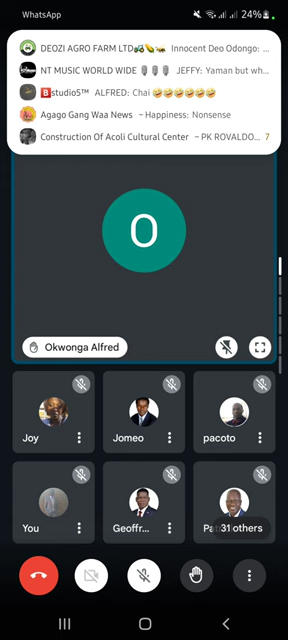 WhatsApp 24%
DEOZI AGRO FARM LTD🚜🌽🐝 Innocent Deo Odongo: ...
NT MUSIC WORLD WIDE 🎙🎙🎙 JEFFY: Yaman but wh...
🅱studio5™ ALFRED: Chai 🤣🤣🤣🤣🤣🤣
Agago Gang Waa News ~ Happiness: Nonsense
Construction Of Acoli Cultural Center ~ PK ROVALDO... 7
O
Okwonga Alfred
Joy Jomeo pacoto
You Geoffr... 31 others